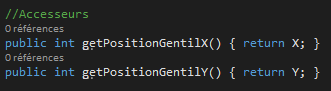 //Accesseurs
0 références
public int getPositionGentilX() { return X; }
0 références
public int getPositionGentilY() { return Y; }